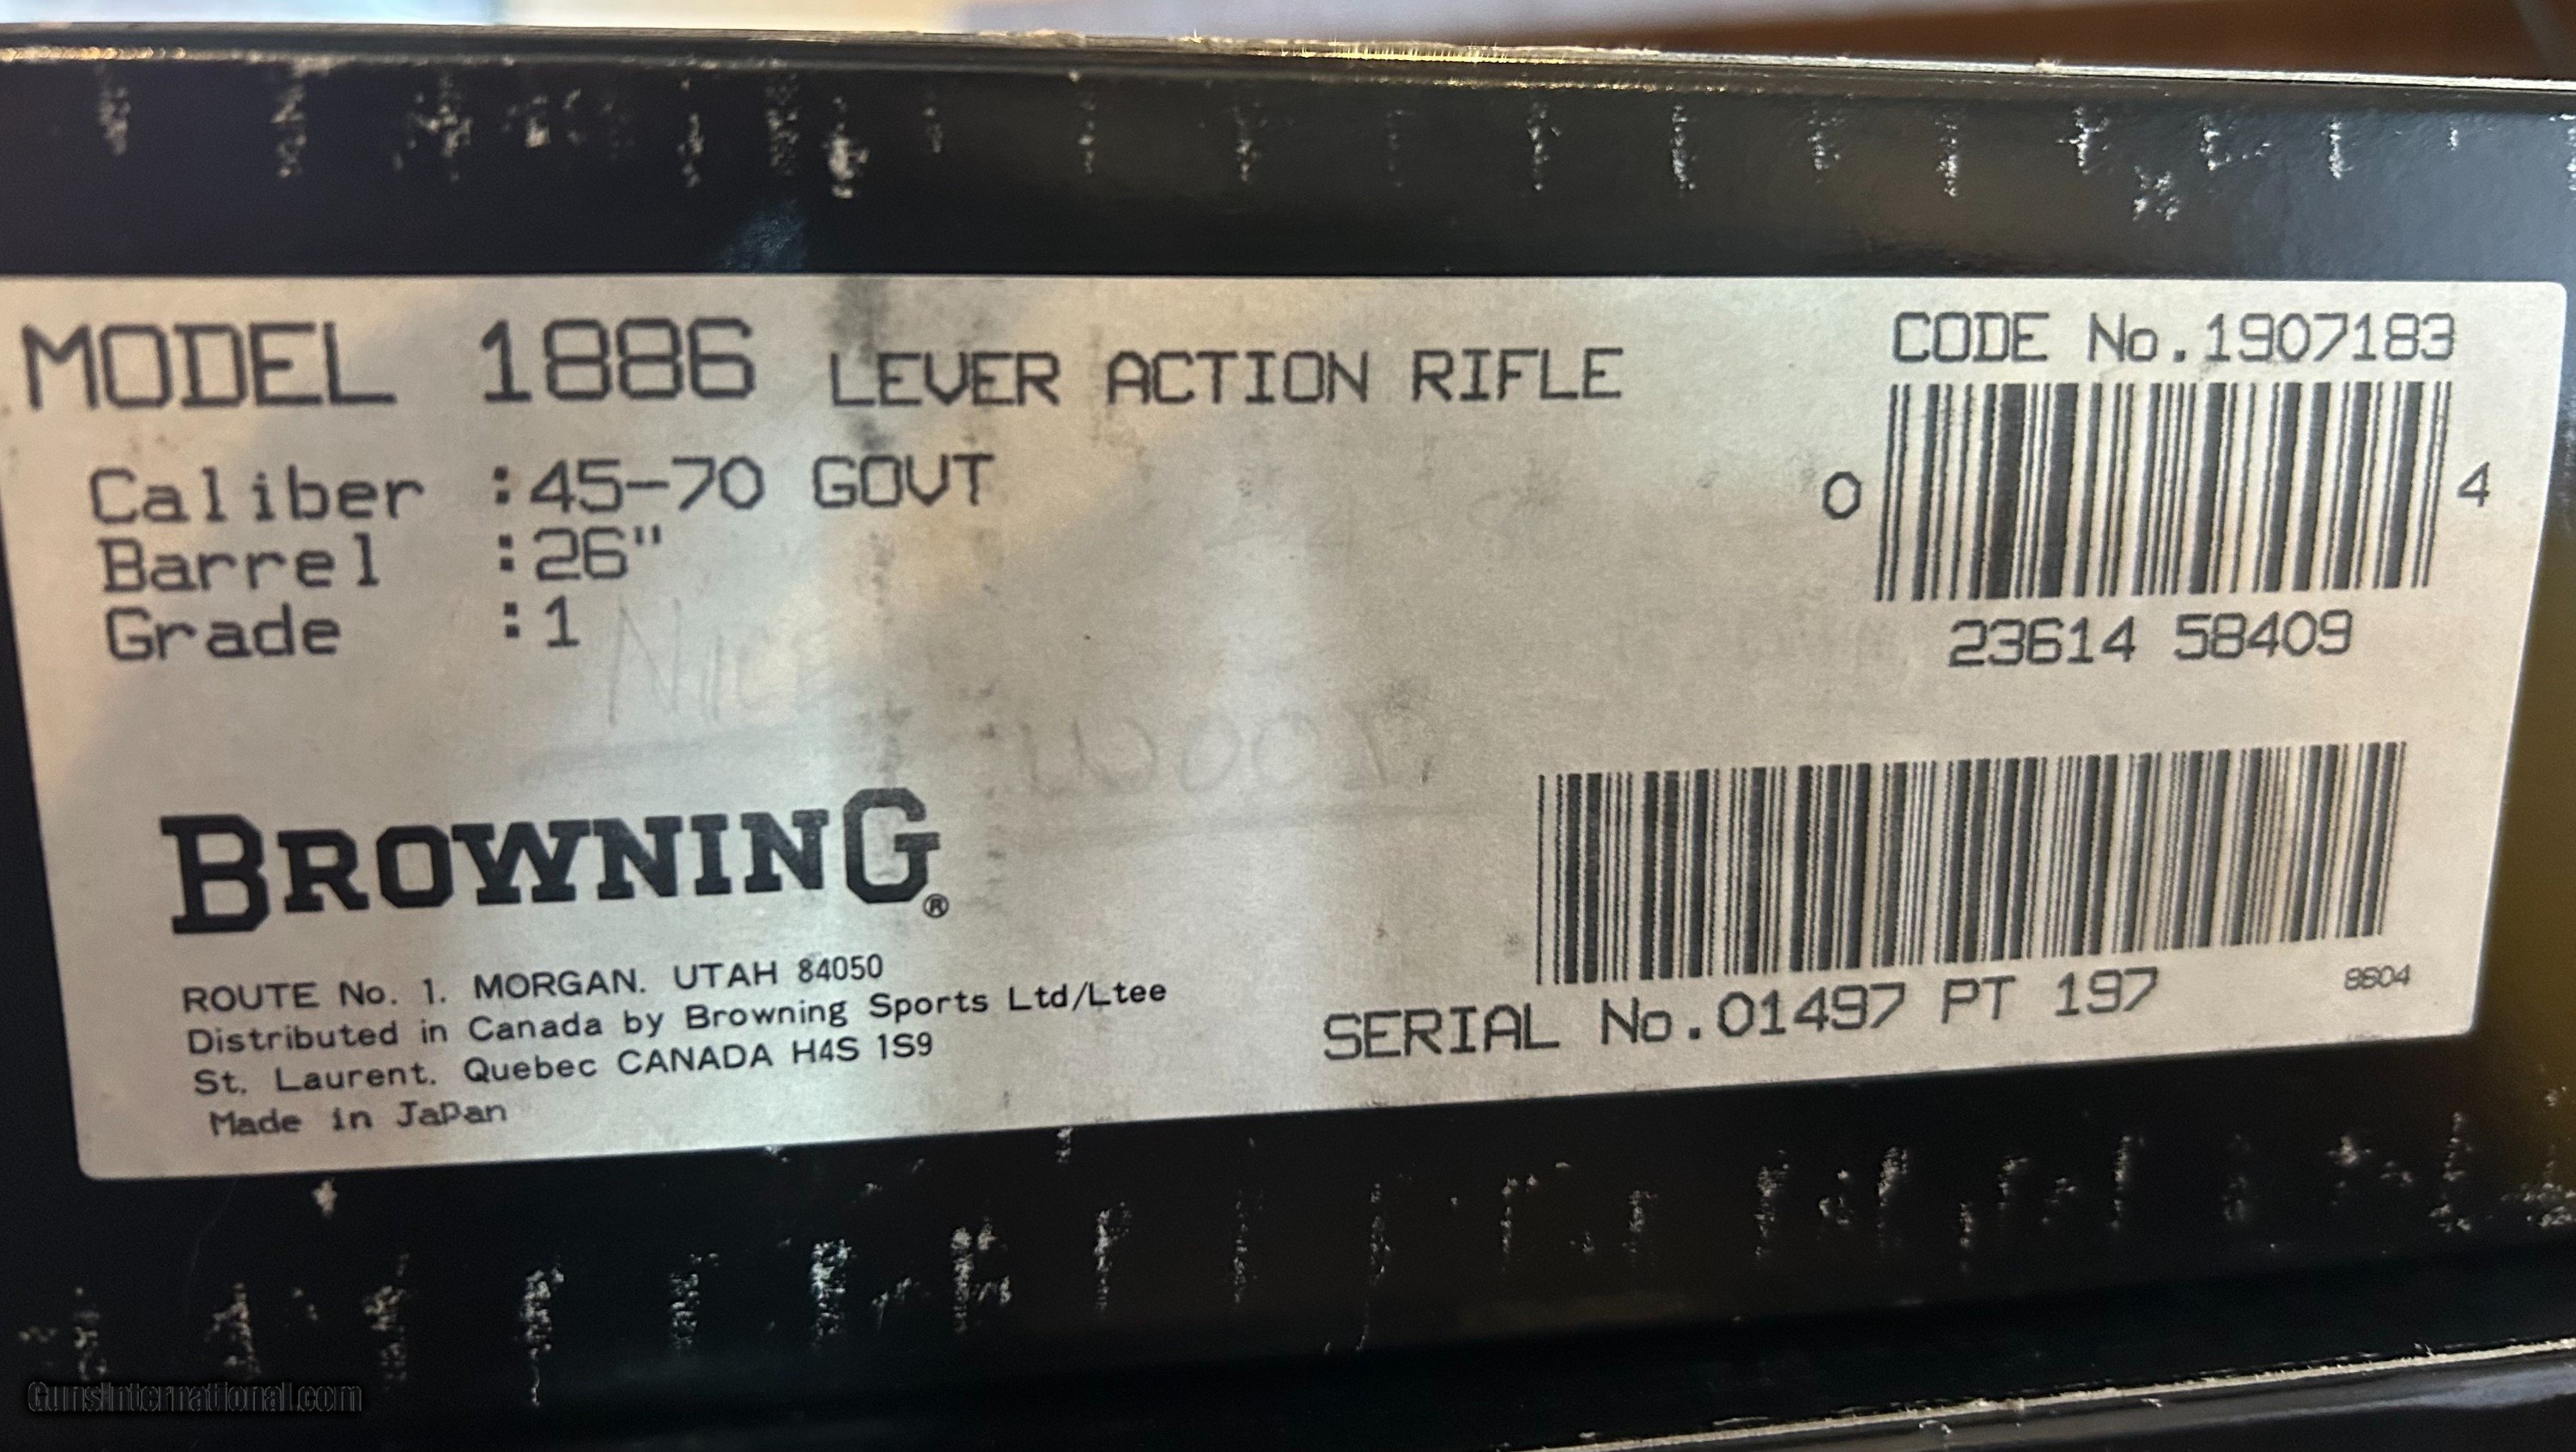 MODEL 1886 LEVER ACTION RIFLE
CODE No.1907183
Caliber :45-70 GOVT
Barrel :26"
Grade :1
0 4
23614 58409
NICE
WOOD
BROWNING®
ROUTE No. 1. MORGAN. UTAH 84050
Distributed in Canada by Browning Sports Ltd/Ltee
St. Laurent. Quebec CANADA H4S 1S9
Made in Japan
SERIAL No.01497 PT 197
8604
GunsInternational.com